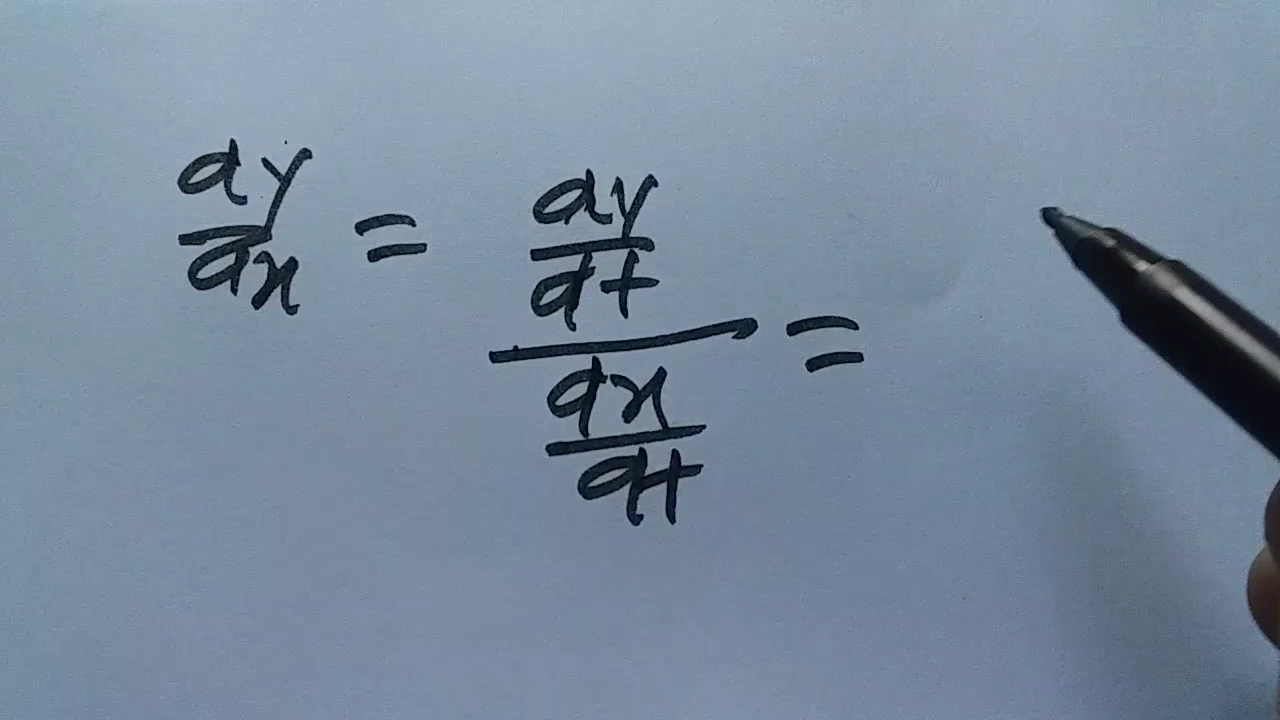 dy/dx = (dy/dt)/(dx/dt) =